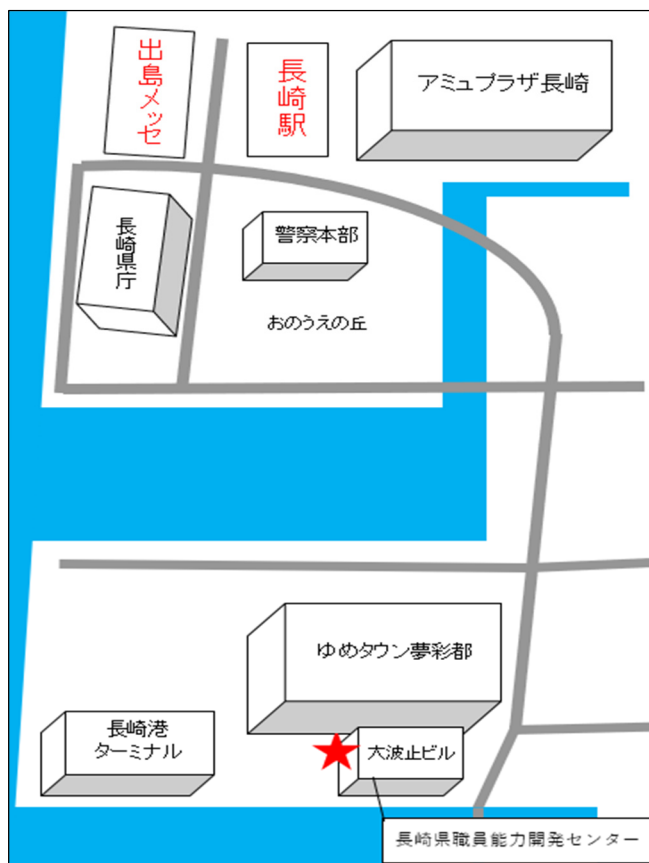 出島メッセ
長崎駅
アミュプラザ長崎
長崎県庁
警察本部
おのうえの丘
ゆめタウン夢彩都
長崎港
ターミナル
大波止ビル
長崎県職員能力開発センター